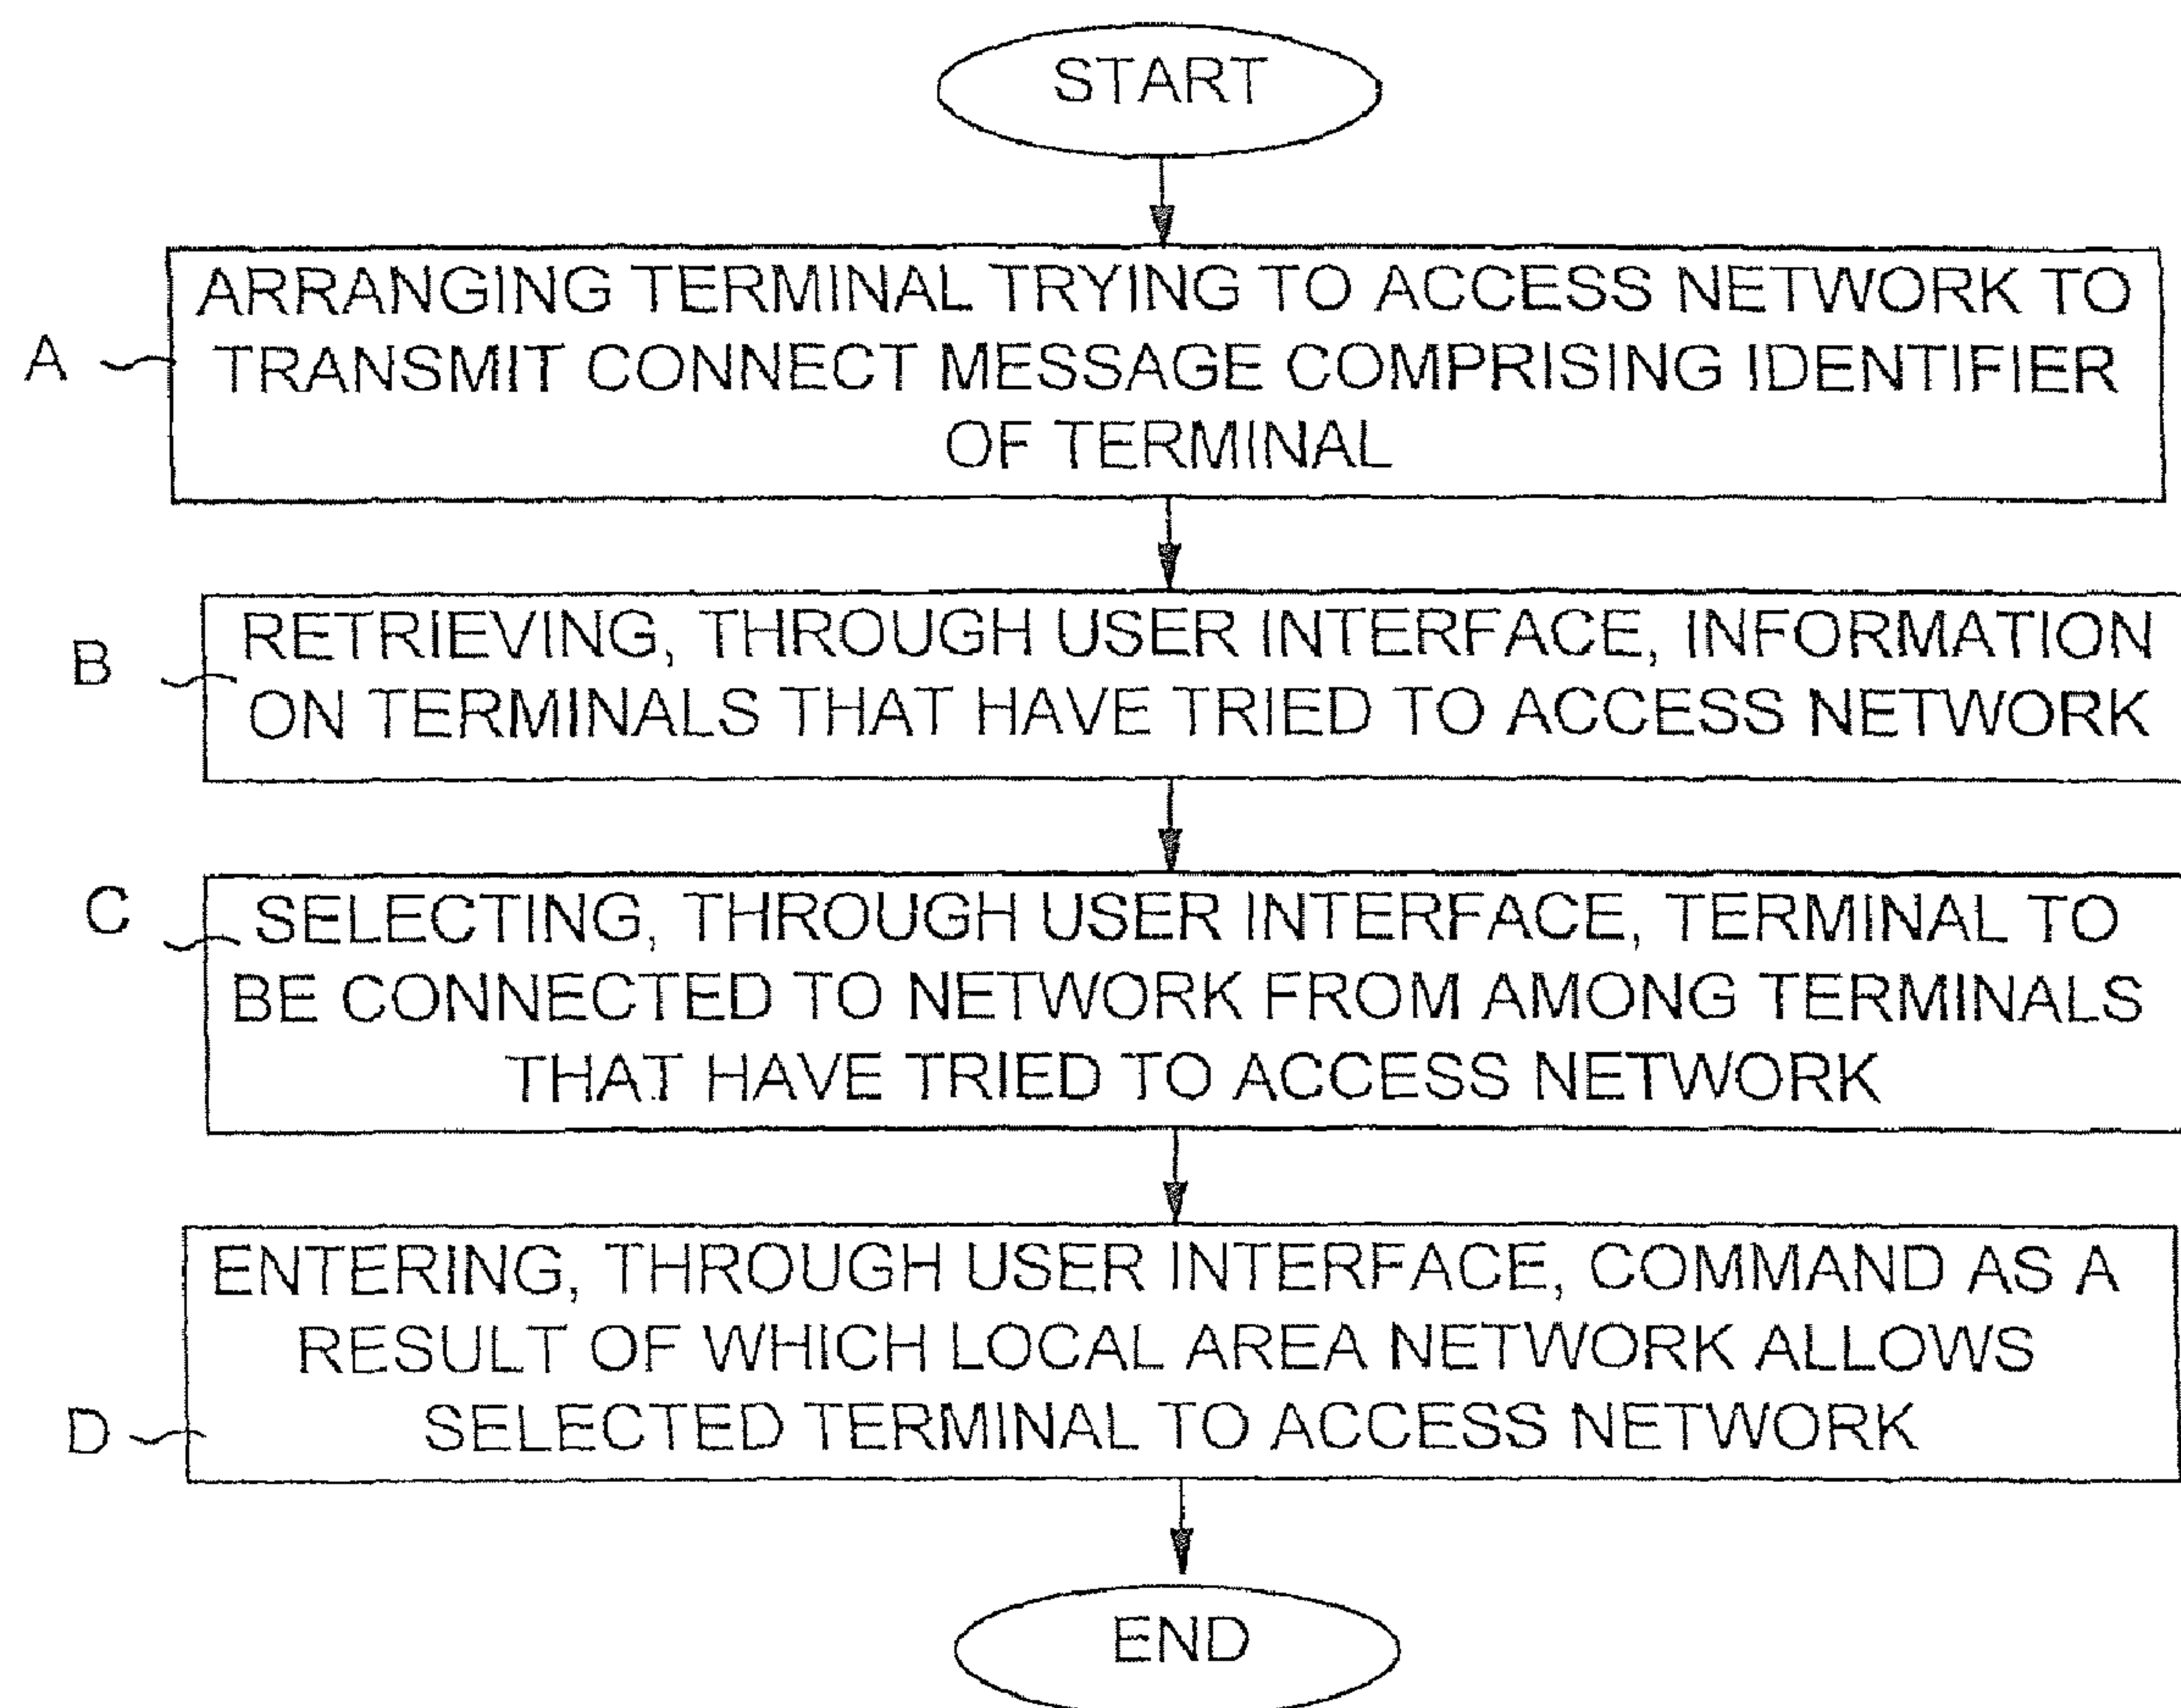 START
A
ARRANGING TERMINAL TRYING TO ACCESS NETWORK TO
TRANSMIT CONNECT MESSAGE COMPRISING IDENTIFIER
OF TERMINAL
B
RETRIEVING, THROUGH USER INTERFACE, INFORMATION
ON TERMINALS THAT HAVE TRIED TO ACCESS NETWORK
C
SELECTING, THROUGH USER INTERFACE, TERMINAL TO
BE CONNECTED TO NETWORK FROM AMONG TERMINALS
THAT HAVE TRIED TO ACCESS NETWORK
ENTERING, THROUGH USER INTERFACE, COMMAND AS A
RESULT OF WHICH LOCAL AREA NETWORK ALLOWS
SELECTED TERMINAL TO ACCESS NETWORK
D
END